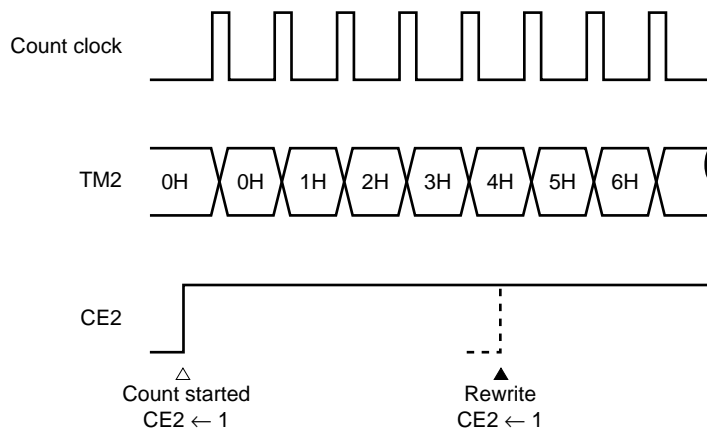 Count clock
TM2 0H 0H 1H 2H 3H 4H 5H 6H
CE2
Count started
CE2 ← 1
Rewrite
CE2 ← 1